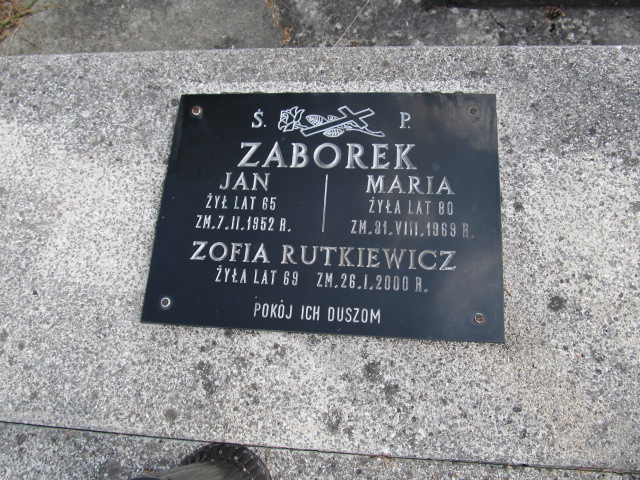 Ś. P.
ZABOREK
JAN MARIA
ŻYŁ LAT 65 ŻYŁA LAT 80
ZM. 7. II. 1952 R. ZM. 31. VIII. 1969 R.
ZOFIA RUTKIEWICZ
ŻYŁA LAT 69 ZM. 26. I. 2000 R.
POKÓJ ICH DUSZOM